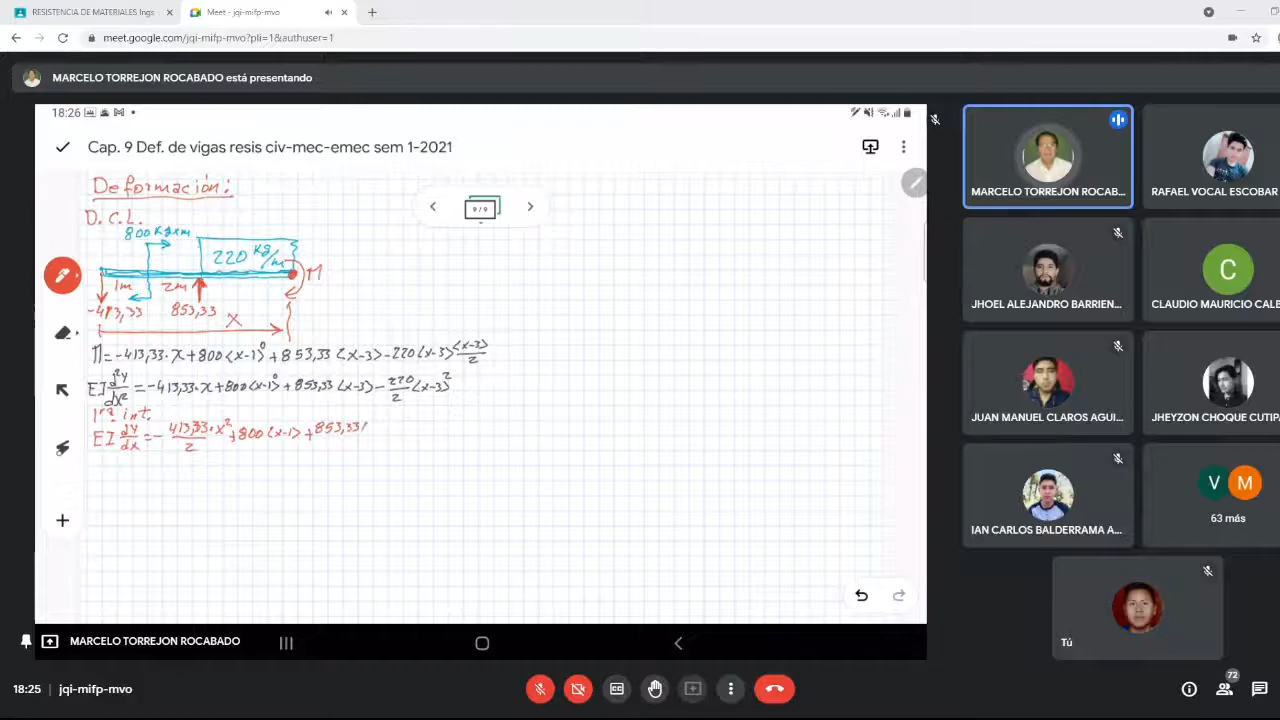 RESISTENCIA DE MATERIALES Ings
Meet - jqi-mifp-mvo
meet.google.com/jqi-mifp-mvo?pli=1&authuser=1
MARCELO TORREJON ROCABADO está presentando
18:26
Cap. 9 Def. de vigas resis civ-mec-emec sem 1-2021
9/9
Deformación:
D.C.L.
800 kgxm
220 kg/m
M
1m
2m
-413,33
853,33
X
M=-413,33·x+800<x-1>⁰+853,33<x-3>-220<x-3><x-3>/2
EI d²y/dx²=-413,33·x+800<x-1>⁰+853,33<x-3>-220/2<x-3>²
1ra int.
EI dy/dx=-413,33·x²/2+800<x-1>+853,33
MARCELO TORREJON ROCAB...
RAFAEL VOCAL ESCOBAR
JHOEL ALEJANDRO BARRIEN...
C
CLAUDIO MAURICIO CALB
JUAN MANUEL CLAROS AGUI...
JHEYZON CHOQUE CUTIPA
IAN CARLOS BALDERRAMA A...
V M
63 más
Tú
MARCELO TORREJON ROCABADO
18:25 | jqi-mifp-mvo
72